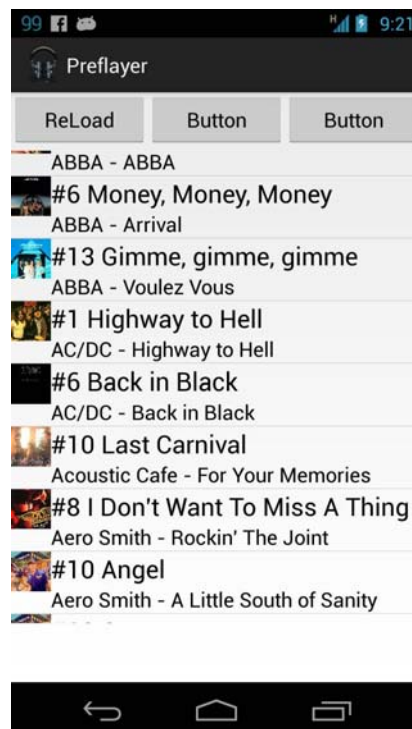 99 H 9:21
Preflayer
ReLoad Button Button
ABBA - ABBA
#6 Money, Money, Money
ABBA - Arrival
#13 Gimme, gimme, gimme
ABBA - Voulez Vous
#1 Highway to Hell
AC/DC - Highway to Hell
#6 Back in Black
AC/DC - Back in Black
#10 Last Carnival
Acoustic Cafe - For Your Memories
#8 I Don't Want To Miss A Thing
Aero Smith - Rockin' The Joint
#10 Angel
Aero Smith - A Little South of Sanity